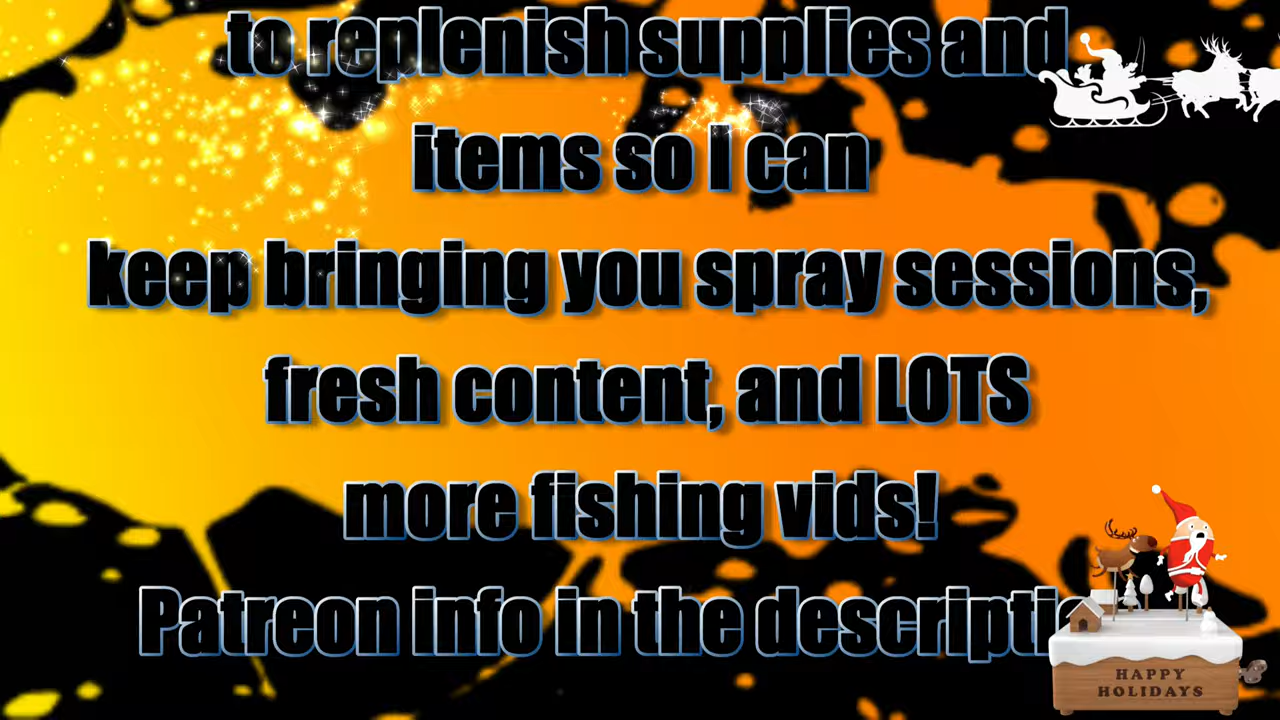 to replenish supplies and
items so I can
keep bringing you spray sessions,
fresh content, and LOTS
more fishing vids!
Patreon info in the descripti
HAPPY
HOLIDAYS